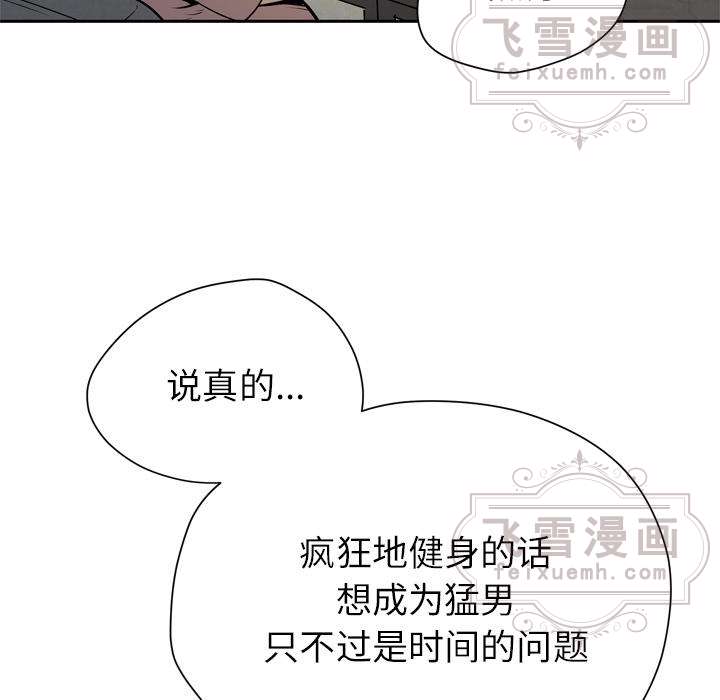 飞雪漫画
feixuemh.com
说真的...
飞雪漫画
feixuemh.com
疯狂地健身的话
想成为猛男
只不过是时间的问题